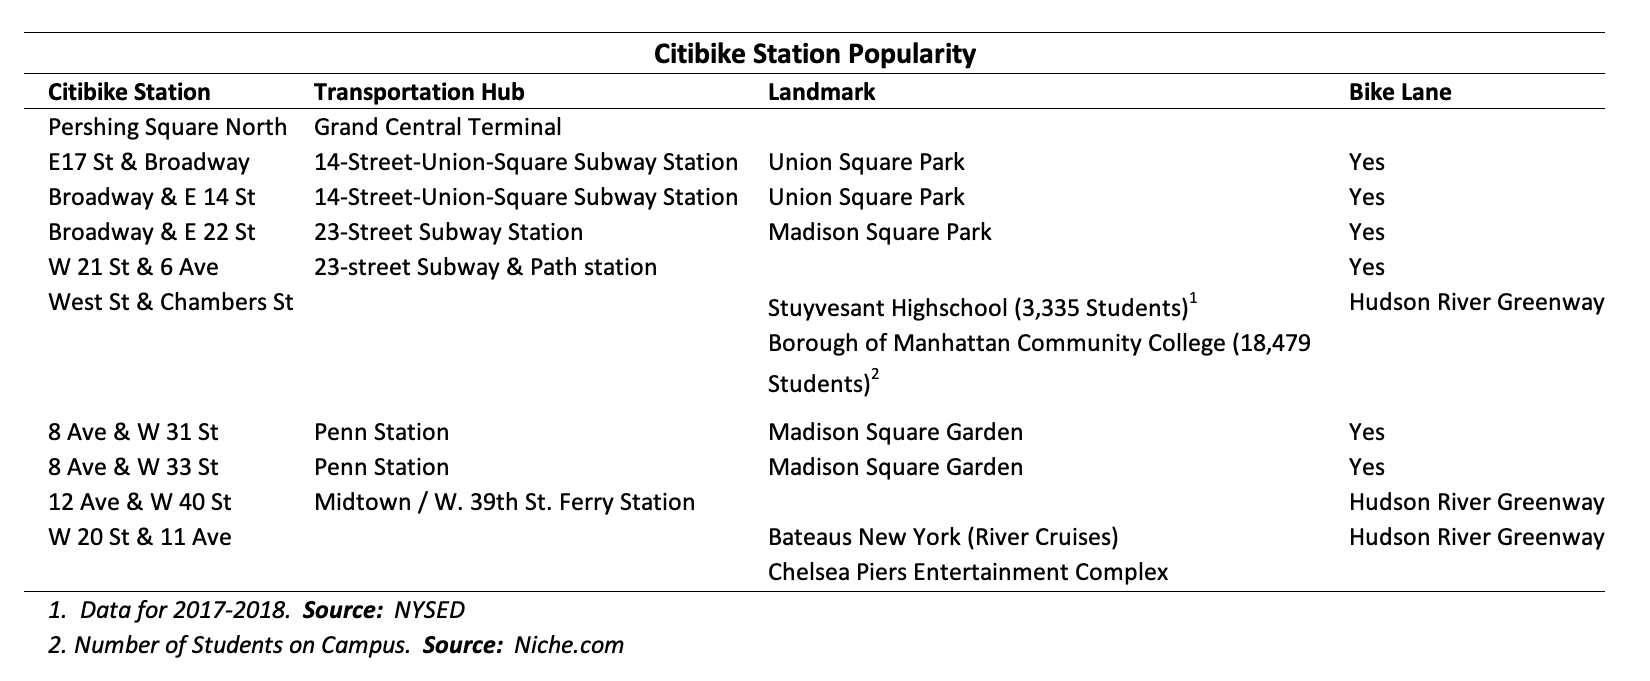 Citibike Station Popularity
Citibike Station Transportation Hub Landmark Bike Lane
Pershing Square North Grand Central Terminal
E17 St & Broadway 14-Street-Union-Square Subway Station Union Square Park Yes
Broadway & E 14 St 14-Street-Union-Square Subway Station Union Square Park Yes
Broadway & E 22 St 23-Street Subway Station Madison Square Park Yes
W 21 St & 6 Ave 23-street Subway & Path station Yes
West St & Chambers St Stuyvesant Highschool (3,335 Students)1 Hudson River Greenway
Borough of Manhattan Community College (18,479
Students)2
8 Ave & W 31 St Penn Station Madison Square Garden Yes
8 Ave & W 33 St Penn Station Madison Square Garden Yes
12 Ave & W 40 St Midtown / W. 39th St. Ferry Station Hudson River Greenway
W 20 St & 11 Ave Bateaus New York (River Cruises) Hudson River Greenway
Chelsea Piers Entertainment Complex
1. Data for 2017-2018. Source: NYSED
2. Number of Students on Campus. Source: Niche.com